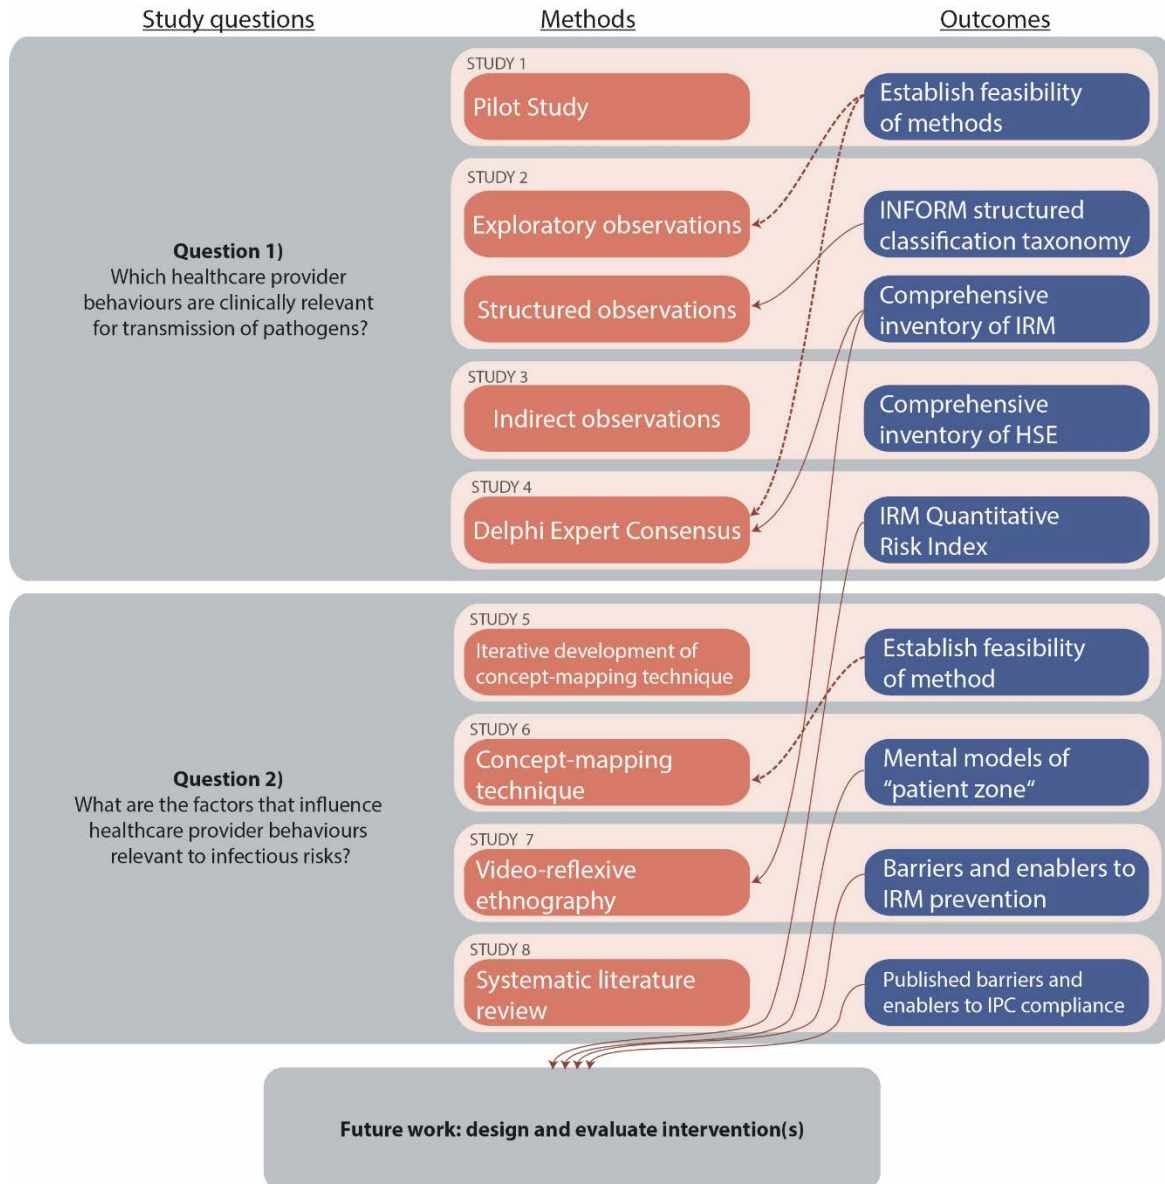 Study questions
Methods
Outcomes
Question 1)
Which healthcare provider
behaviours are clinically relevant
for transmission of pathogens?
STUDY 1
Pilot Study
Establish feasibility
of methods
STUDY 2
Exploratory observations
INFORM structured
classification taxonomy
Structured observations
Comprehensive
inventory of IRM
STUDY 3
Indirect observations
Comprehensive
inventory of HSE
STUDY 4
Delphi Expert Consensus
IRM Quantitative
Risk Index
Question 2)
What are the factors that influence
healthcare provider behaviours
relevant to infectious risks?
STUDY 5
Iterative development of
concept-mapping technique
Establish feasibility
of method
STUDY 6
Concept-mapping
technique
Mental models of
“patient zone“
STUDY 7
Video-reflexive
ethnography
Barriers and enablers to
IRM prevention
STUDY 8
Systematic literature
review
Published barriers and
enablers to IPC compliance
Future work: design and evaluate intervention(s)